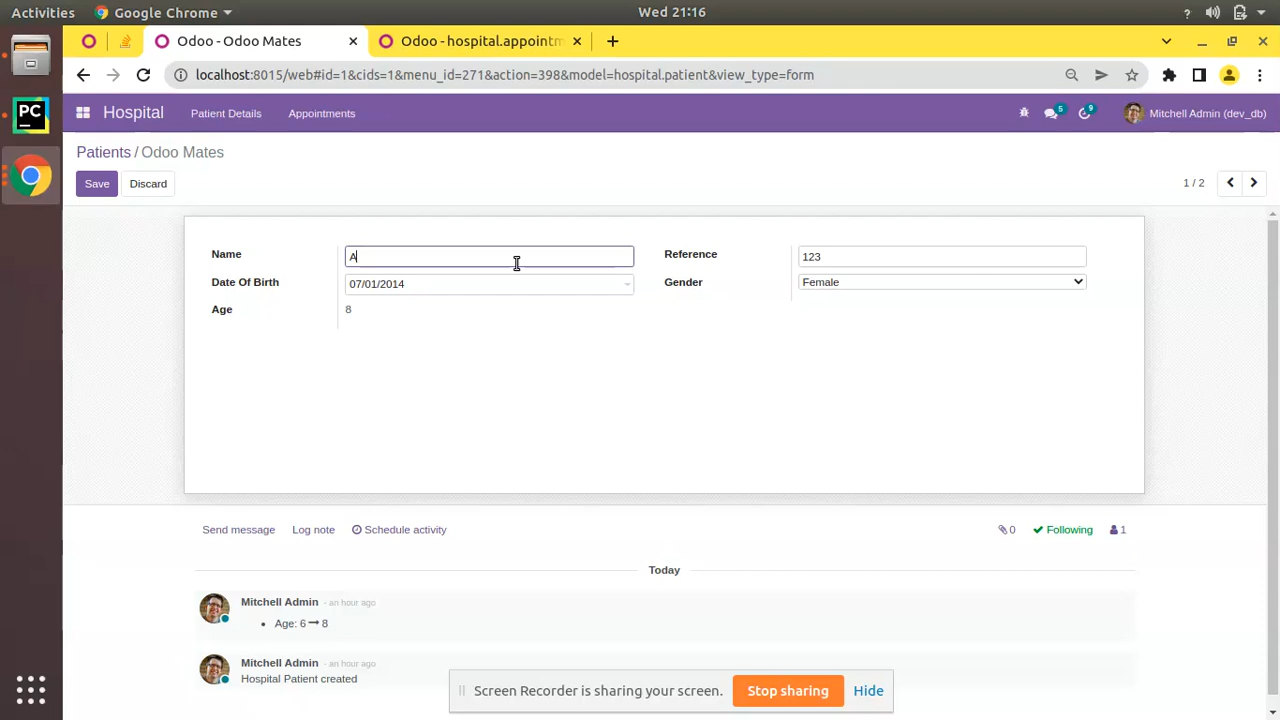 Activities Google Chrome Wed 21:16 ?
Odoo - Odoo Mates Odoo - hospital.appointm
localhost:8015/web#id=1&cids=1&menu_id=271&action=398&model=hospital.patient&view_type=form
PC
Hospital Patient Details Appointments 5 9 Mitchell Admin (dev_db)
Patients / Odoo Mates
Save Discard 1 / 2
Name A Reference 123
Date Of Birth 07/01/2014 Gender Female
Age 8
Send message Log note Schedule activity 0 Following 1
Today
Mitchell Admin - an hour ago
Age: 6 8
Mitchell Admin - an hour ago
Hospital Patient created
Screen Recorder is sharing your screen. Stop sharing Hide